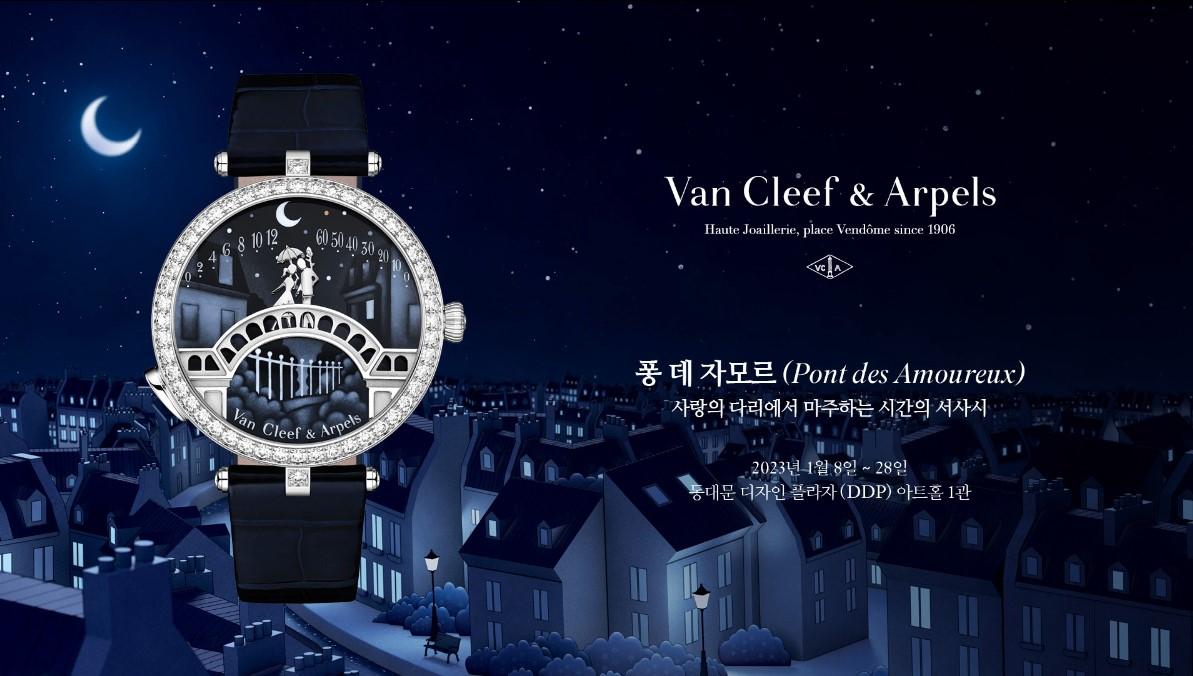 Van Cleef & Arpels
Haute Joaillerie, place Vendôme since 1906
VC A
퐁 데 자모르 (Pont des Amoureux)
사랑의 다리에서 마주하는 시간의 서사시
2023년 1월 8일 ~ 28일
동대문 디자인 플라자 (DDP) 아트홀 1관
0 2 4 6 8 10 12 60 50 40 30 20 10 0
Van Cleef & Arpels